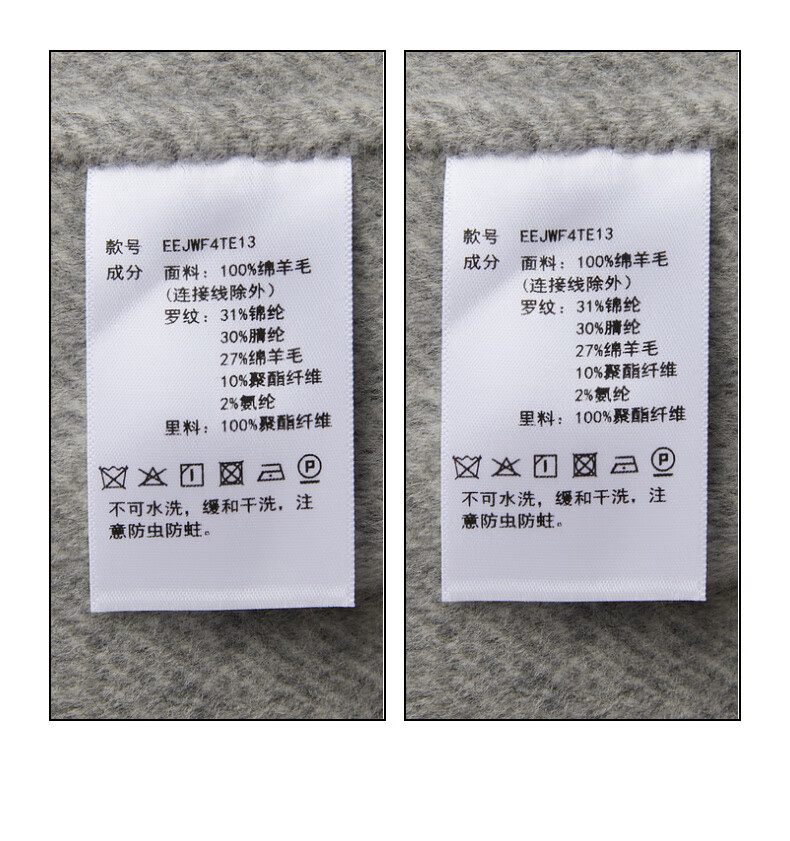 款号 EEJWF4TE13
成分 面料：100%绵羊毛
（连接线除外）
罗纹：31%锦纶
30%腈纶
27%绵羊毛
10%聚酯纤维
2%氨纶
里料：100%聚酯纤维
P
不可水洗，缓和干洗，注
意防虫防蛀。
款号 EEJWF4TE13
成分 面料：100%绵羊毛
（连接线除外）
罗纹：31%锦纶
30%腈纶
27%绵羊毛
10%聚酯纤维
2%氨纶
里料：100%聚酯纤维
P
不可水洗，缓和干洗，注
意防虫防蛀。